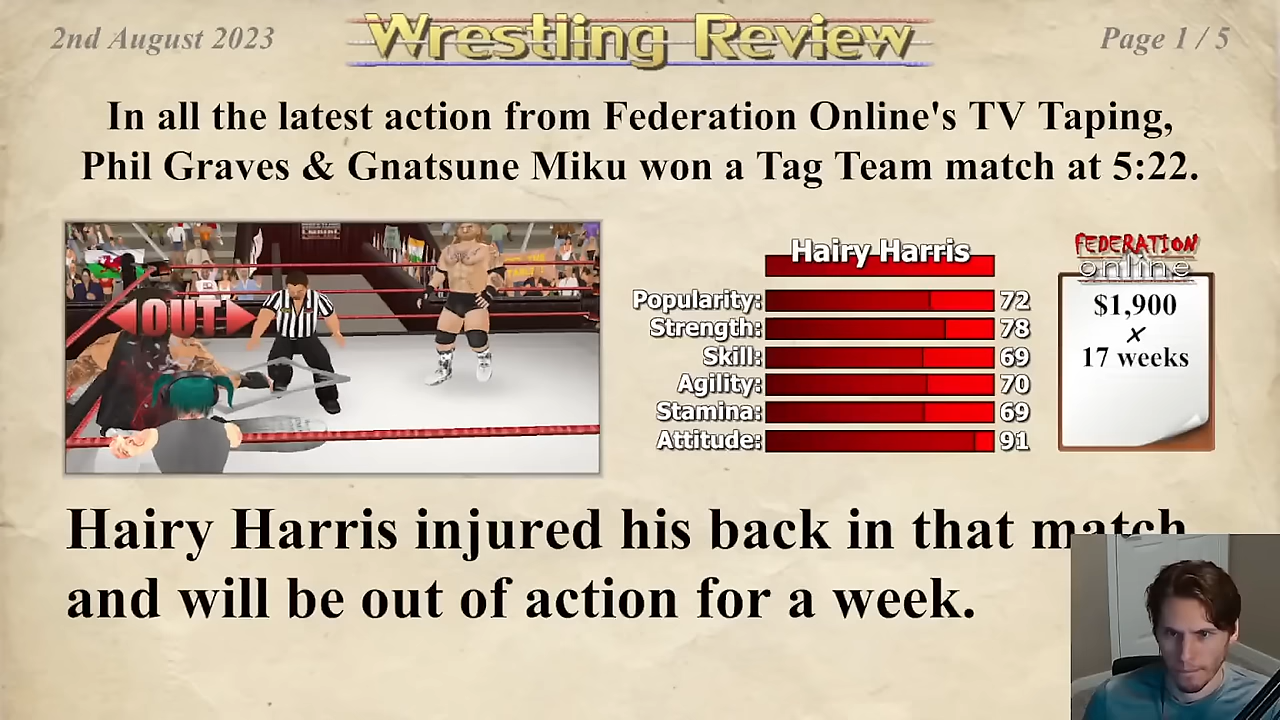 2nd August 2023
Wrestling Review
Page 1 / 5
In all the latest action from Federation Online's TV Taping,
Phil Graves & Gnatsune Miku won a Tag Team match at 5:22.
OUT
Hairy Harris
Popularity: 72
Strength: 78
Skill: 69
Agility: 70
Stamina: 69
Attitude: 91
FEDERATION
online
$1,900
×
17 weeks
Hairy Harris injured his back in that match
and will be out of action for a week.